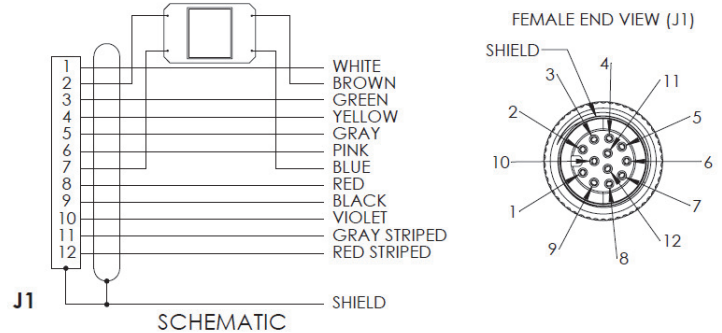 FEMALE END VIEW (J1)
SHIELD
3
4
11
2
5
10
6
1
7
9
8
12
1 WHITE
2 BROWN
3 GREEN
4 YELLOW
5 GRAY
6 PINK
7 BLUE
8 RED
9 BLACK
10 VIOLET
11 GRAY STRIPED
12 RED STRIPED
J1
SHIELD
SCHEMATIC